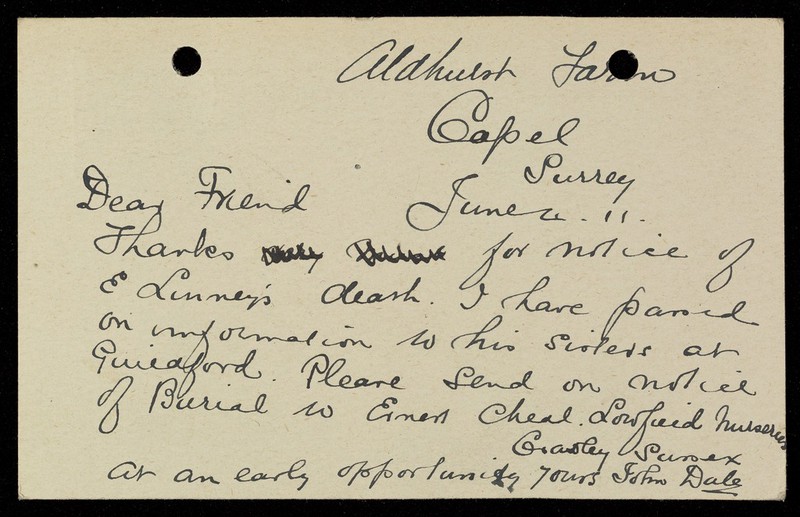 Aldhurst Farm
Capel
Surrey
Dear Friend June 4. 11.
Thanks for notice of
E Linney's death. I have passed
on information to his sisters at
Guildford. Please send on notice
of Burial to Ernest Cheal. Lowfield Nurseries
Crawley Sussex
at an early opportunity yours John Dale